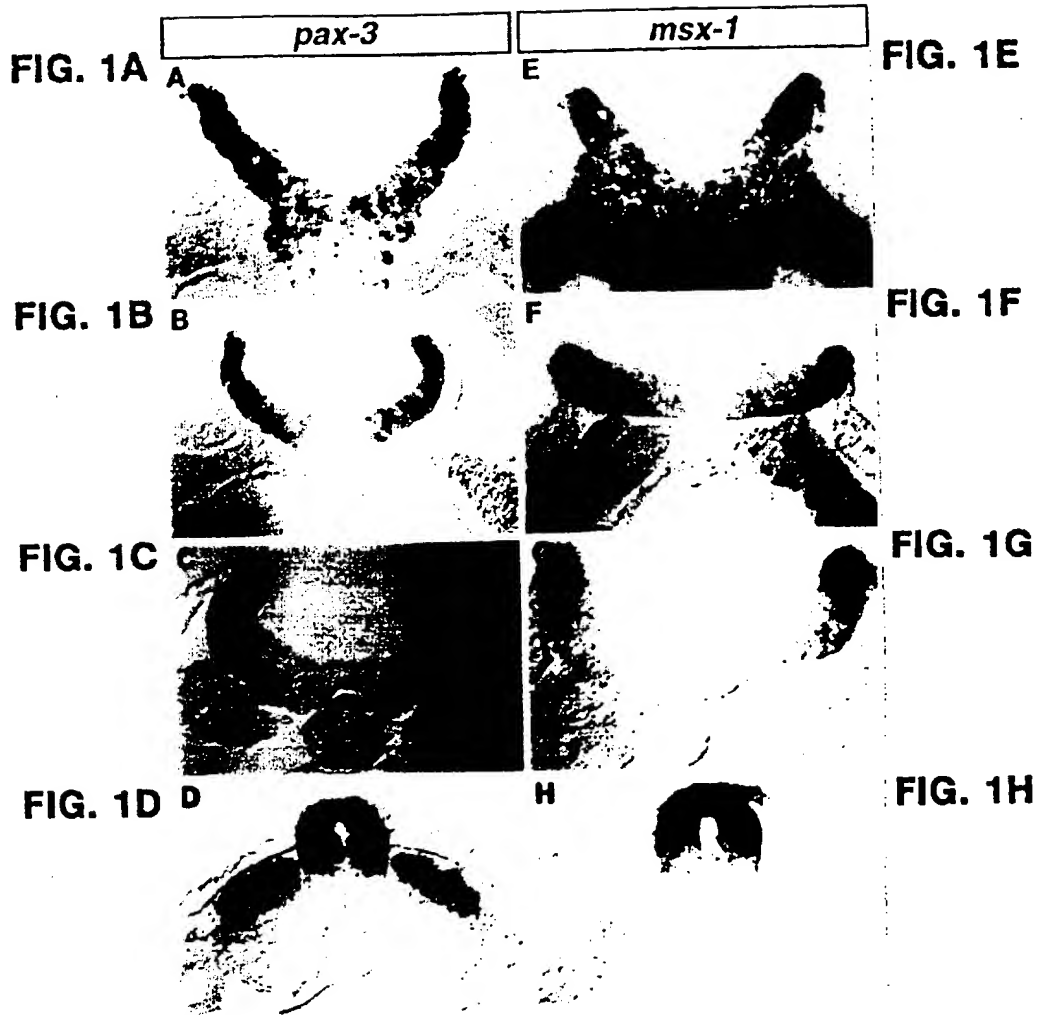 pax-3 msx-1
FIG. 1A A E FIG. 1E
FIG. 1B B F FIG. 1F
FIG. 1C C G FIG. 1G
FIG. 1D D H FIG. 1H